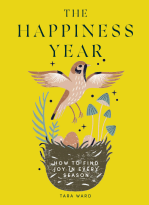 THE
HAPPINESS
YEAR
HOW TO FIND
JOY IN EVERY
SEASON
TARA WARD